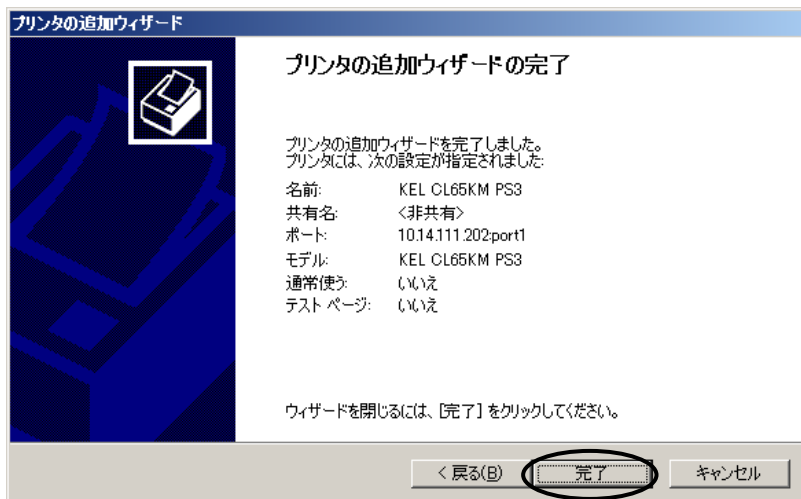 プリンタの追加ウィザード
プリンタの追加ウィザードの完了
プリンタの追加ウィザードを完了しました。
プリンタには、次の設定が指定されました:
名前: KEL CL65KM PS3
共有名: <非共有>
ポート: 10.14.111.202:port1
モデル: KEL CL65KM PS3
通常使う: いいえ
テスト ページ: いいえ
ウィザードを閉じるには、[完了] をクリックしてください。
< 戻る(B) 完了 キャンセル